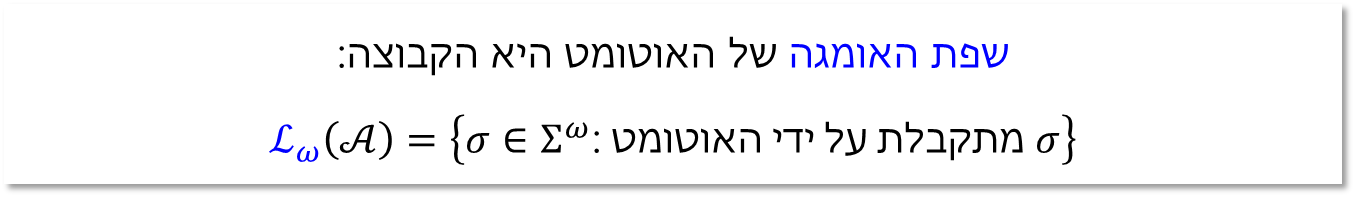 שפת האומגה של האוטומט היא הקבוצה:
ℒ_ω(𝒜) = {σ ∈ Σ^ω: σ מתקבלת על ידי האוטומט}